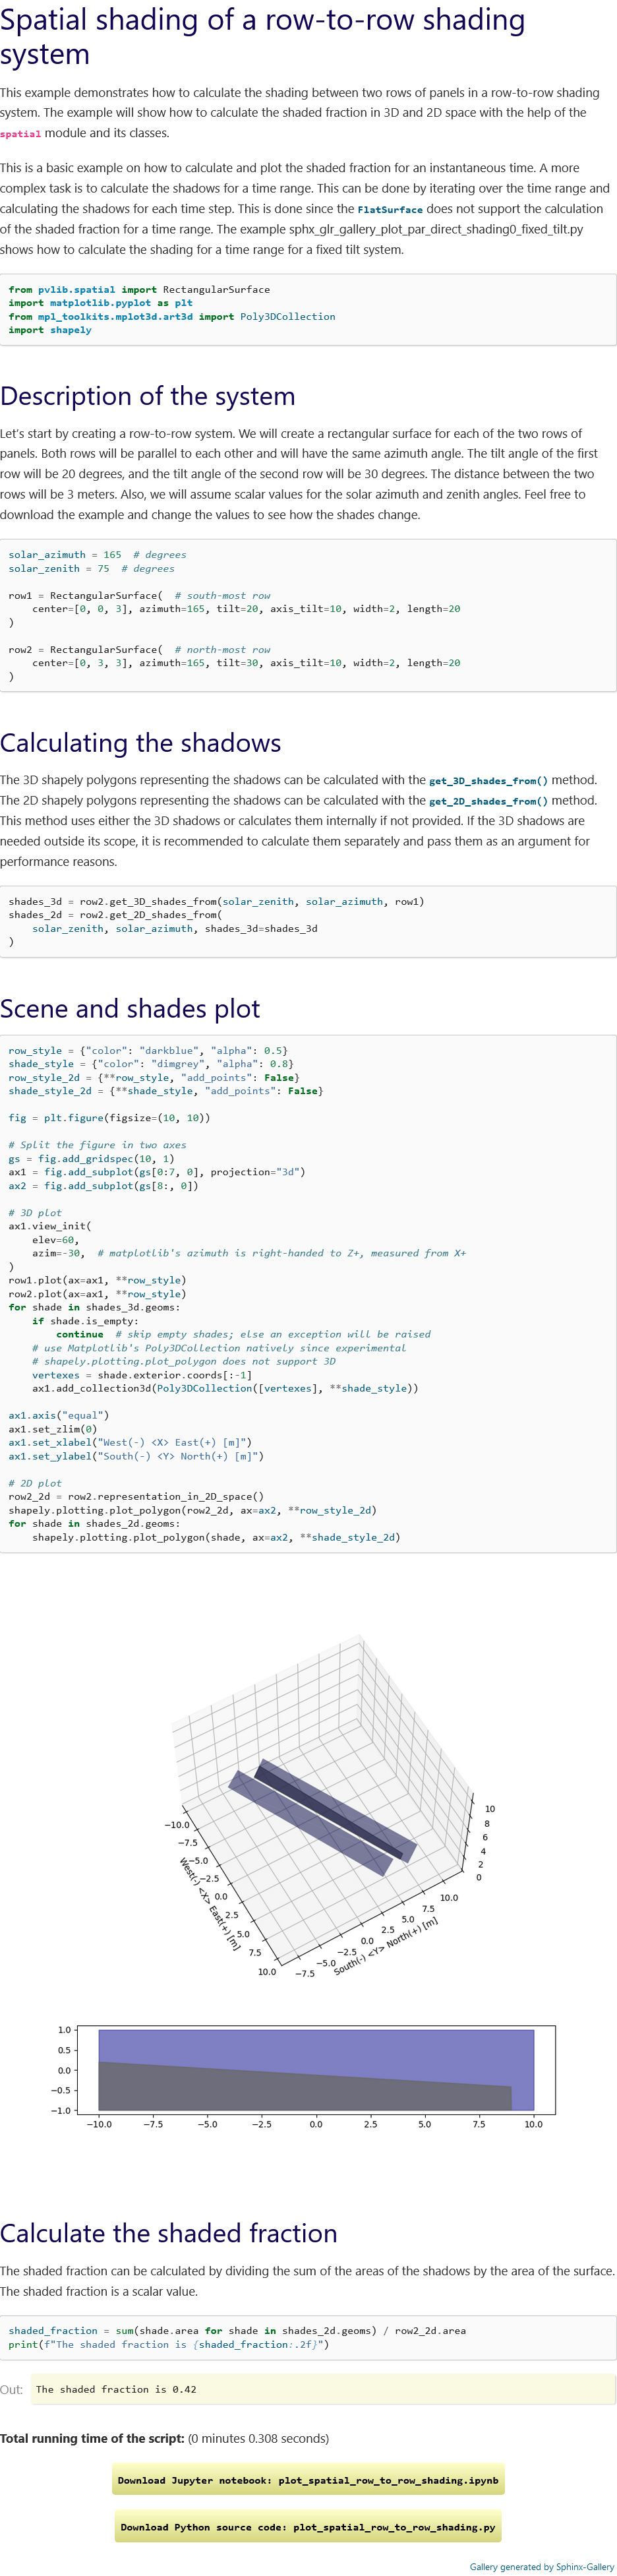 Spatial shading of a row-to-row shading
system
This example demonstrates how to calculate the shading between two rows of panels in a row-to-row shading
system. The example will show how to calculate the shaded fraction in 3D and 2D space with the help of the
spatial module and its classes.
This is a basic example on how to calculate and plot the shaded fraction for an instantaneous time. A more
complex task is to calculate the shadows for a time range. This can be done by iterating over the time range and
calculating the shadows for each time step. This is done since the FlatSurface does not support the calculation
of the shaded fraction for a time range. The example sphx_glr_gallery_plot_par_direct_shading0_fixed_tilt.py
shows how to calculate the shading for a time range for a fixed tilt system.
from pvlib.spatial import RectangularSurface
import matplotlib.pyplot as plt
from mpl_toolkits.mplot3d.art3d import Poly3DCollection
import shapely
Description of the system
Let's start by creating a row-to-row system. We will create a rectangular surface for each of the two rows of
panels. Both rows will be parallel to each other and will have the same azimuth angle. The tilt angle of the first
row will be 20 degrees, and the tilt angle of the second row will be 30 degrees. The distance between the two
rows will be 3 meters. Also, we will assume scalar values for the solar azimuth and zenith angles. Feel free to
download the example and change the values to see how the shades change.
solar_azimuth = 165  # degrees
solar_zenith = 75  # degrees
row1 = RectangularSurface(  # south-most row
    center=[0, 0, 3], azimuth=165, tilt=20, axis_tilt=10, width=2, length=20
)
row2 = RectangularSurface(  # north-most row
    center=[0, 3, 3], azimuth=165, tilt=30, axis_tilt=10, width=2, length=20
)
Calculating the shadows
The 3D shapely polygons representing the shadows can be calculated with the get_3D_shades_from() method.
The 2D shapely polygons representing the shadows can be calculated with the get_2D_shades_from() method.
This method uses either the 3D shadows or calculates them internally if not provided. If the 3D shadows are
needed outside its scope, it is recommended to calculate them separately and pass them as an argument for
performance reasons.
shades_3d = row2.get_3D_shades_from(solar_zenith, solar_azimuth, row1)
shades_2d = row2.get_2D_shades_from(
    solar_zenith, solar_azimuth, shades_3d=shades_3d
)
Scene and shades plot
row_style = {"color": "darkblue", "alpha": 0.5}
shade_style = {"color": "dimgrey", "alpha": 0.8}
row_style_2d = {**row_style, "add_points": False}
shade_style_2d = {**shade_style, "add_points": False}
fig = plt.figure(figsize=(10, 10))
# Split the figure in two axes
gs = fig.add_gridspec(10, 1)
ax1 = fig.add_subplot(gs[0:7, 0], projection="3d")
ax2 = fig.add_subplot(gs[8:, 0])
# 3D plot
ax1.view_init(
    elev=60,
    azim=-30,  # matplotlib's azimuth is right-handed to Z+, measured from X+
)
row1.plot(ax=ax1, **row_style)
row2.plot(ax=ax1, **row_style)
for shade in shades_3d.geoms:
    if shade.is_empty:
        continue  # skip empty shades; else an exception will be raised
    # use Matplotlib's Poly3DCollection natively since experimental
    # shapely.plotting.plot_polygon does not support 3D
    vertexes = shade.exterior.coords[:-1]
    ax1.add_collection3d(Poly3DCollection([vertexes], **shade_style))
ax1.axis("equal")
ax1.set_zlim(0)
ax1.set_xlabel("West(-) <X> East(+) [m]")
ax1.set_ylabel("South(-) <Y> North(+) [m]")
# 2D plot
row2_2d = row2.representation_in_2D_space()
shapely.plotting.plot_polygon(row2_2d, ax=ax2, **row_style_2d)
for shade in shades_2d.geoms:
    shapely.plotting.plot_polygon(shade, ax=ax2, **shade_style_2d)
−10.0
−7.5
−5.0
−2.5
0.0
2.5
5.0
7.5
10.0
West(-) <X> East(+) [m]
−7.5
−5.0
−2.5
0.0
2.5
5.0
7.5
10.0
South(-) <Y> North(+) [m]
10
8
6
4
2
0
1.0
0.5
0.0
−0.5
−1.0
−10.0 −7.5 −5.0 −2.5 0.0 2.5 5.0 7.5 10.0
Calculate the shaded fraction
The shaded fraction can be calculated by dividing the sum of the areas of the shadows by the area of the surface.
The shaded fraction is a scalar value.
shaded_fraction = sum(shade.area for shade in shades_2d.geoms) / row2_2d.area
print(f"The shaded fraction is {shaded_fraction:.2f}")
Out: The shaded fraction is 0.42
Total running time of the script: (0 minutes 0.308 seconds)
Download Jupyter notebook: plot_spatial_row_to_row_shading.ipynb
Download Python source code: plot_spatial_row_to_row_shading.py
Gallery generated by Sphinx-Gallery